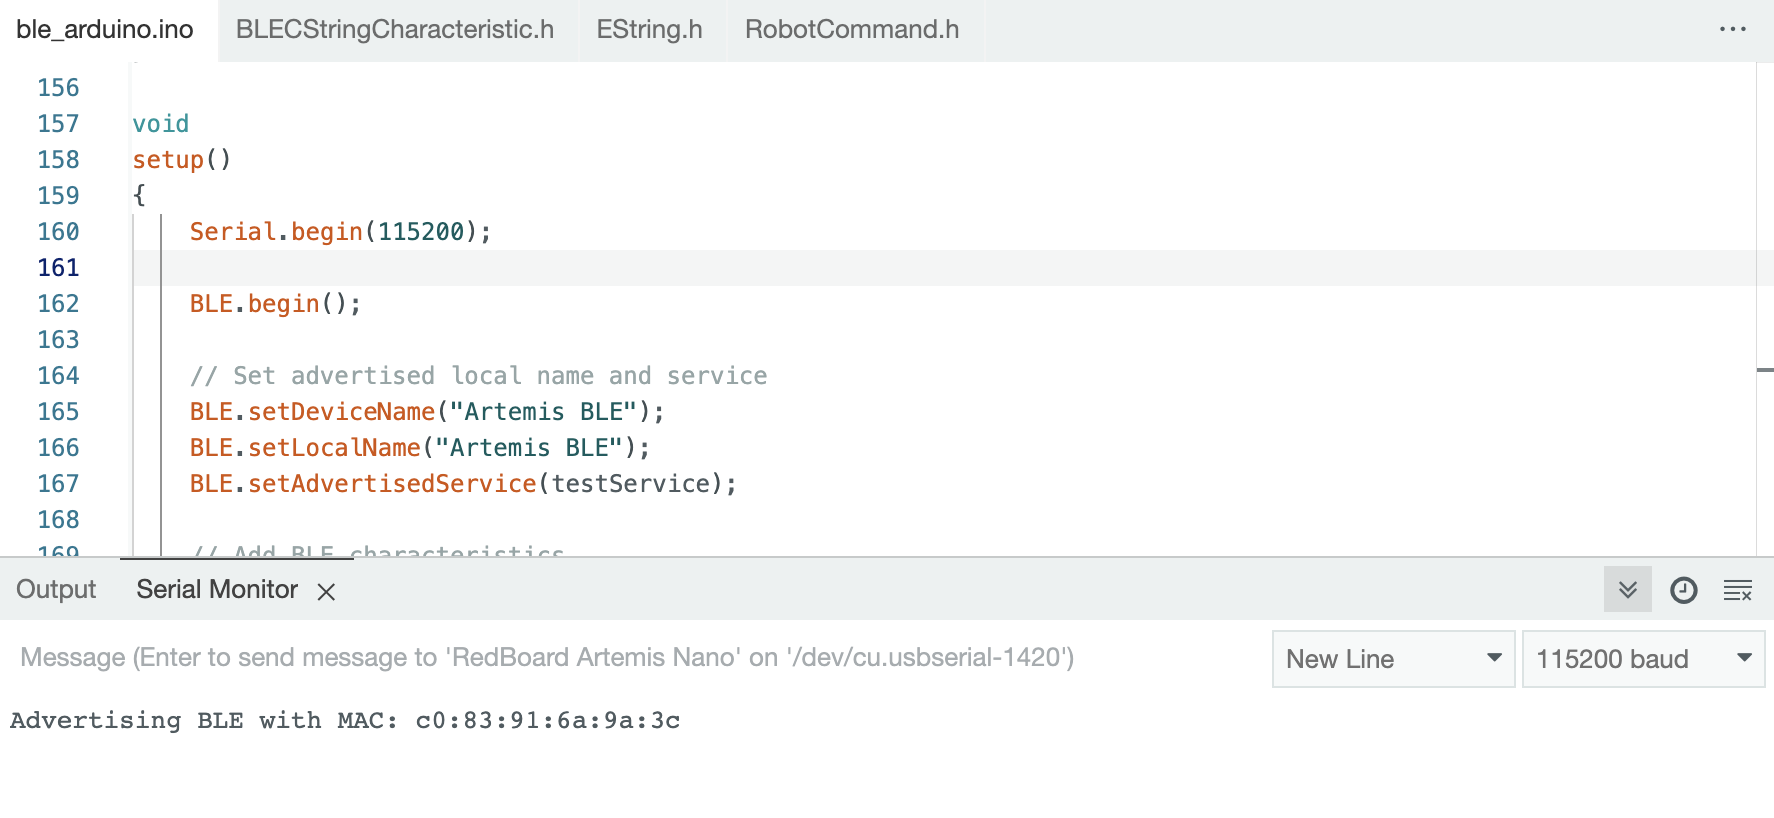 ble_arduino.ino BLECStringCharacteristic.h EString.h RobotCommand.h ...
156
157 void
158 setup()
159 {
160 Serial.begin(115200);
161
162 BLE.begin();
163
164 // Set advertised local name and service
165 BLE.setDeviceName("Artemis BLE");
166 BLE.setLocalName("Artemis BLE");
167 BLE.setAdvertisedService(testService);
168
169 // Add BLE characteristics
Output Serial Monitor
Message (Enter to send message to 'RedBoard Artemis Nano' on '/dev/cu.usbserial-1420') New Line 115200 baud
Advertising BLE with MAC: c0:83:91:6a:9a:3c